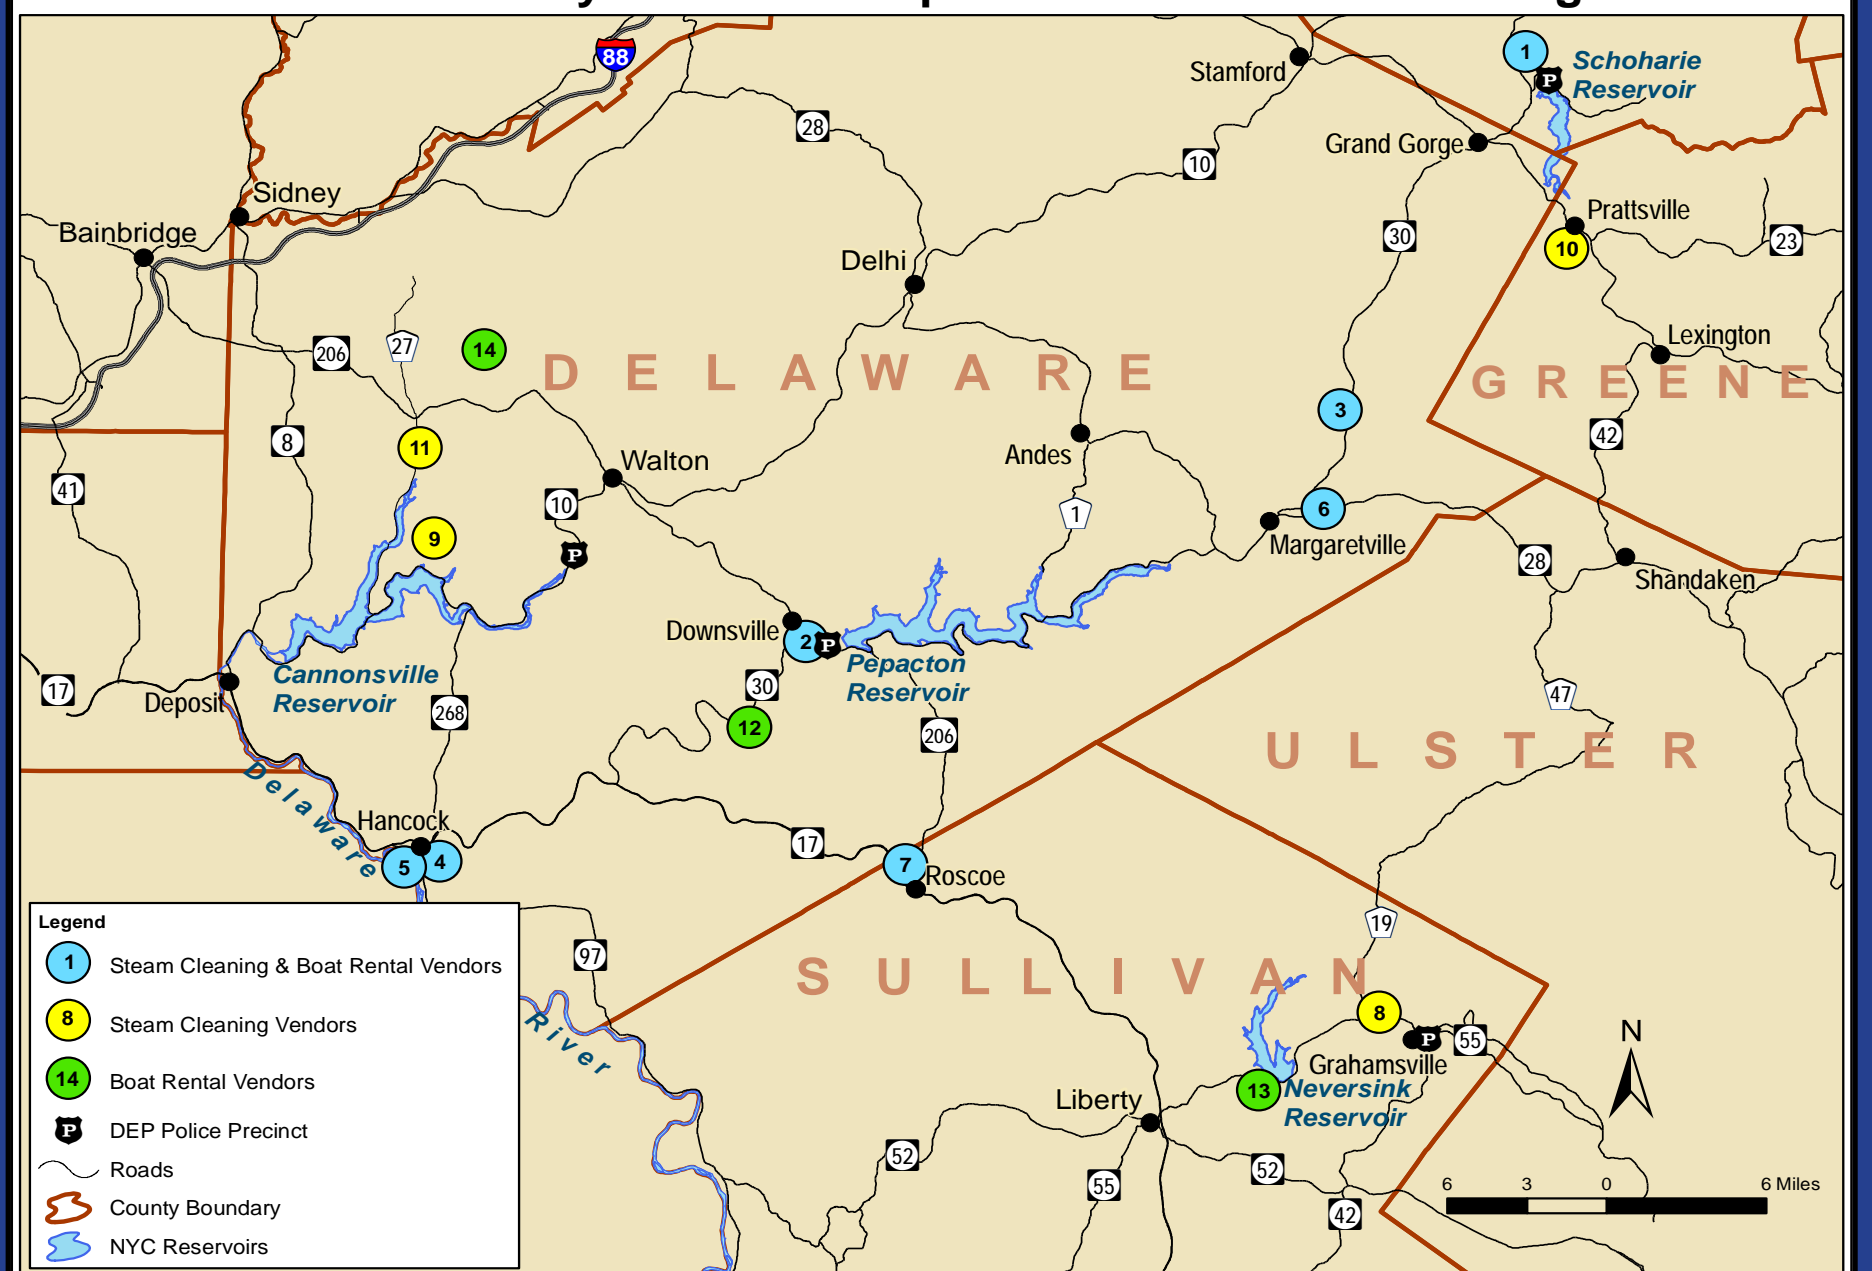 88
1
Schoharie
Reservoir
P
Stamford
28
Grand Gorge
10
Sidney
Prattsville
Bainbridge
30
10
23
Delhi
206
27
14
Lexington
DELAWARE
GREENE
3
8
11
42
Andes
Walton
41
10
1
6
Margaretville
9
P
28
Shandaken
Downsville
2
P
Pepacton
Reservoir
Cannonsville
Reservoir
17
Deposit
30
47
268
12
206
ULSTER
Delaware
Hancock
5
4
17
7
Roscoe
19
97
SULLIVAN
River
8
P
55
Grahamsville
13
Neversink
Reservoir
Liberty
52
55
52
42
N
6 3 0 6 Miles
Legend
1 Steam Cleaning & Boat Rental Vendors
8 Steam Cleaning Vendors
14 Boat Rental Vendors
P DEP Police Precinct
Roads
County Boundary
NYC Reservoirs